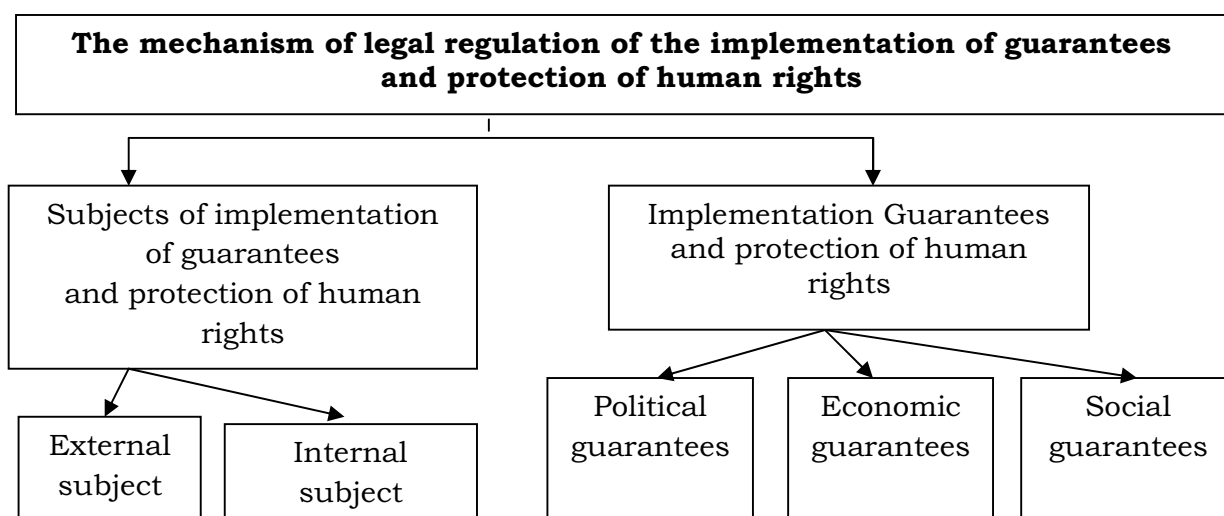 The mechanism of legal regulation of the implementation of guarantees
and protection of human rights
Subjects of implementation
of guarantees
and protection of human
rights
Implementation Guarantees
and protection of human
rights
External
subject
Internal
subject
Political
guarantees
Economic
guarantees
Social
guarantees